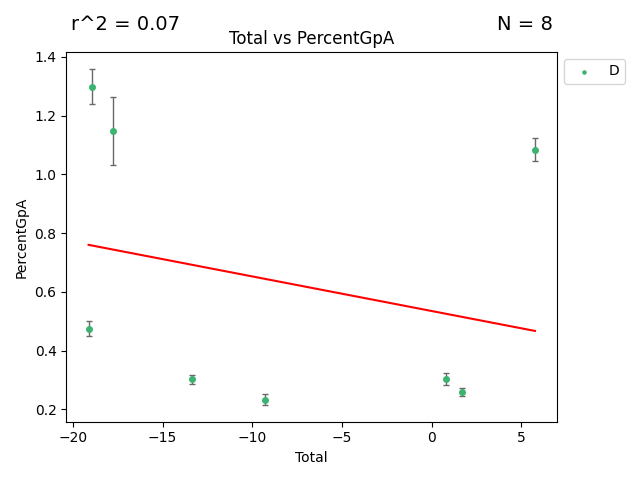 r^2 = 0.07
N = 8
Total vs PercentGpA
D
1.4
1.2
1.0
0.8
0.6
0.4
0.2
PercentGpA
−20
−15
−10
−5
0
5
Total